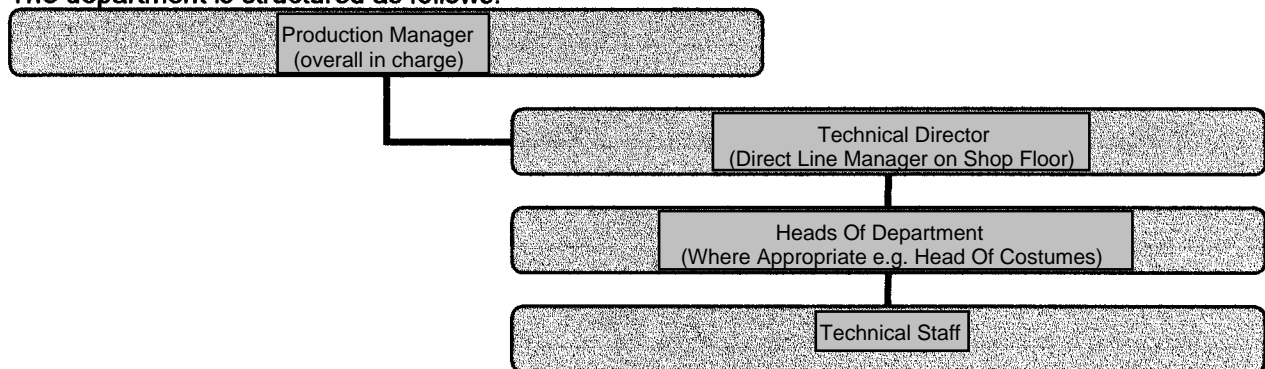 The department is structured as follows:
Production Manager
(overall in charge)
Technical Director
(Direct Line Manager on Shop Floor)
Heads Of Department
(Where Appropriate e.g. Head Of Costumes)
Technical Staff